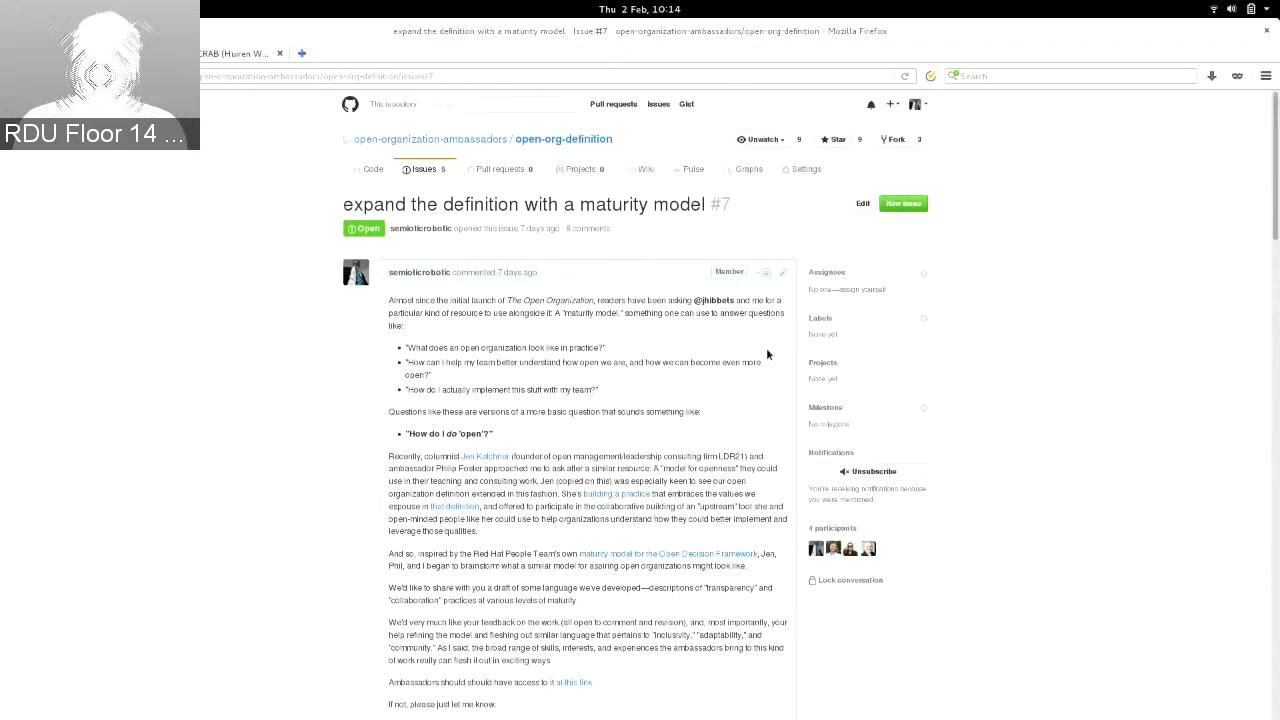 Thu 2 Feb, 10:14
expand the definition with a maturity model Issue #7 open-organization-ambassadors/open-org-definition - Mozilla Firefox
CRAB (Huiren W...
pen-organization-ambassadors/open-org-definition/issues/7
Search
This repository
Pull requests Issues Gist
open-organization-ambassadors / open-org-definition
Unwatch 9 Star 9 Fork 3
Code Issues 5 Pull requests 0 Projects 0 Wiki Pulse Graphs Settings
RDU Floor 14 ...
expand the definition with a maturity model #7
Edit New issue
Open semioticrobotic opened this issue 7 days ago 8 comments
semioticrobotic commented 7 days ago
Member
Almost since the initial launch of The Open Organization, readers have been asking @jhibbets and me for a
particular kind of resource to use alongside it: A "maturity model," something one can use to answer questions
like:
• "What does an open organization look like in practice?"
• "How can I help my team better understand how open we are, and how we can become even more
open?"
• "How do I actually implement this stuff with my team?"
Questions like these are versions of a more basic question that sounds something like:
• "How do I do 'open'?"
Recently, columnist Jen Kelchner (founder of open management/leadership consulting firm LDR21) and
ambassador Philip Foster approached me to ask after a similar resource: A "model for openness" they could
use in their teaching and consulting work. Jen (copied on this) was especially keen to see our open
organization definition extended in this fashion. She's building a practice that embraces the values we
espouse in that definition, and offered to participate in the collaborative building of an "upstream" tool she and
open-minded people like her could use to help organizations understand how they could better implement and
leverage those qualities.
And so, inspired by the Red Hat People Team's own maturity model for the Open Decision Framework, Jen,
Phil, and I began to brainstorm what a similar model for aspiring open organizations might look like.
We'd like to share with you a draft of some language we've developed—descriptions of "transparency" and
"collaboration" practices at various levels of maturity
We'd very much like your feedback on the work (all open to comment and revision), and, most importantly, your
help refining the model and fleshing out similar language that pertains to "inclusivity," "adaptability," and
"community." As I said, the broad range of skills, interests, and experiences the ambassadors bring to this kind
of work really can flesh it out in exciting ways
Ambassadors should should have access to it at this link
If not, please just let me know.
Assignees
No one—assign yourself
Labels
None yet
Projects
None yet
Milestone
No milestone
Notifications
Unsubscribe
You're receiving notifications because
you were mentioned.
4 participants
Lock conversation